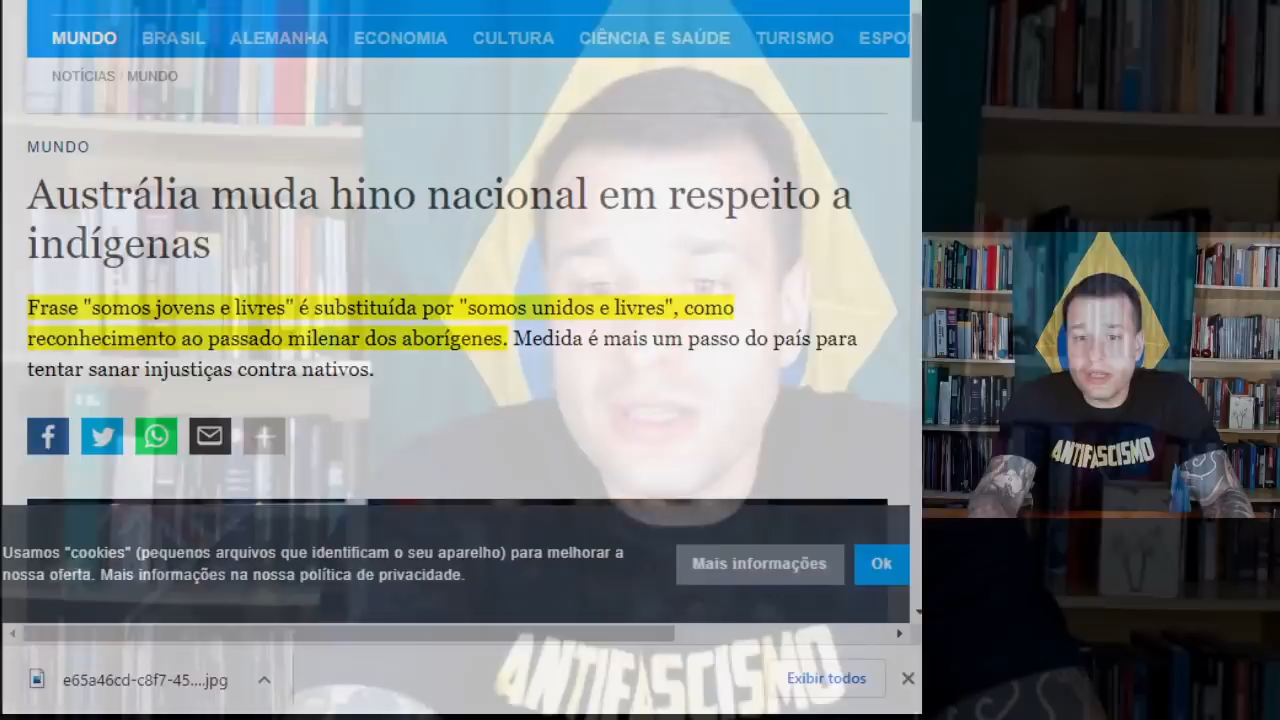 MUNDO BRASIL ALEMANHA ECONOMIA CULTURA CIÊNCIA E SAÚDE TURISMO ESPO
NOTÍCIAS / MUNDO
MUNDO
Austrália muda hino nacional em respeito a
indígenas
Frase "somos jovens e livres" é substituída por "somos unidos e livres", como
reconhecimento ao passado milenar dos aborígenes. Medida é mais um passo do país para
tentar sanar injustiças contra nativos.
ANTIFASCISMO
Usamos "cookies" (pequenos arquivos que identificam o seu aparelho) para melhorar a
nossa oferta. Mais informações na nossa política de privacidade.
Mais informações
Ok
ANTIFASCISMO
e65a46cd-c8f7-45....jpg
Exibir todos